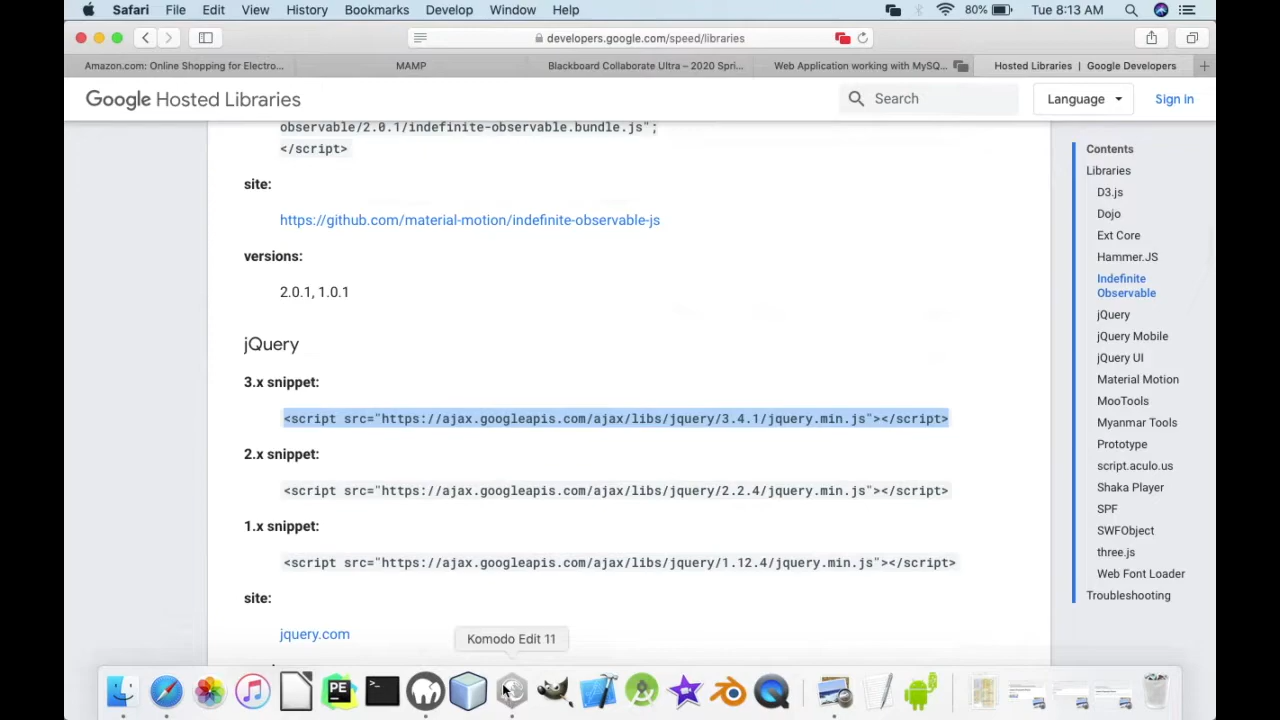 Safari File Edit View History Bookmarks Develop Window Help 80% Tue 8:13 AM
developers.google.com/speed/libraries
Amazon.com: Online Shopping for Electro... MAMP Blackboard Collaborate Ultra – 2020 Spri... Web Application working with MySQ... Hosted Libraries | Google Developers
Google Hosted Libraries Search Language Sign in
observable/2.0.1/indefinite-observable.bundle.js";
</script>
site:
https://github.com/material-motion/indefinite-observable-js
versions:
2.0.1, 1.0.1
jQuery
3.x snippet:
<script src="https://ajax.googleapis.com/ajax/libs/jquery/3.4.1/jquery.min.js"></script>
2.x snippet:
<script src="https://ajax.googleapis.com/ajax/libs/jquery/2.2.4/jquery.min.js"></script>
1.x snippet:
<script src="https://ajax.googleapis.com/ajax/libs/jquery/1.12.4/jquery.min.js"></script>
site:
jquery.com
Contents
Libraries
D3.js
Dojo
Ext Core
Hammer.JS
Indefinite
Observable
jQuery
jQuery Mobile
jQuery UI
Material Motion
MooTools
Myanmar Tools
Prototype
script.aculo.us
Shaka Player
SPF
SWFObject
three.js
Web Font Loader
Troubleshooting
Komodo Edit 11
PE